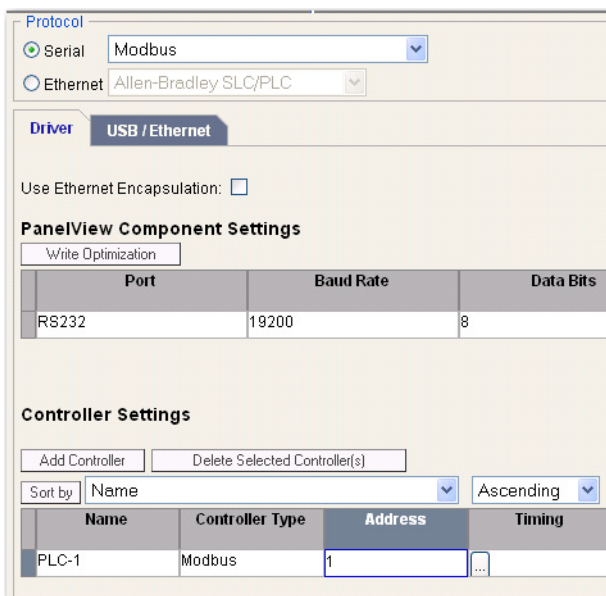 Protocol
Serial Modbus
Ethernet Allen-Bradley SLC/PLC
Driver USB / Ethernet
Use Ethernet Encapsulation:
PanelView Component Settings
Write Optimization
Port Baud Rate Data Bits
RS232 19200 8
Controller Settings
Add Controller Delete Selected Controller(s)
Sort by Name Ascending
Name Controller Type Address Timing
PLC-1 Modbus 1 ...